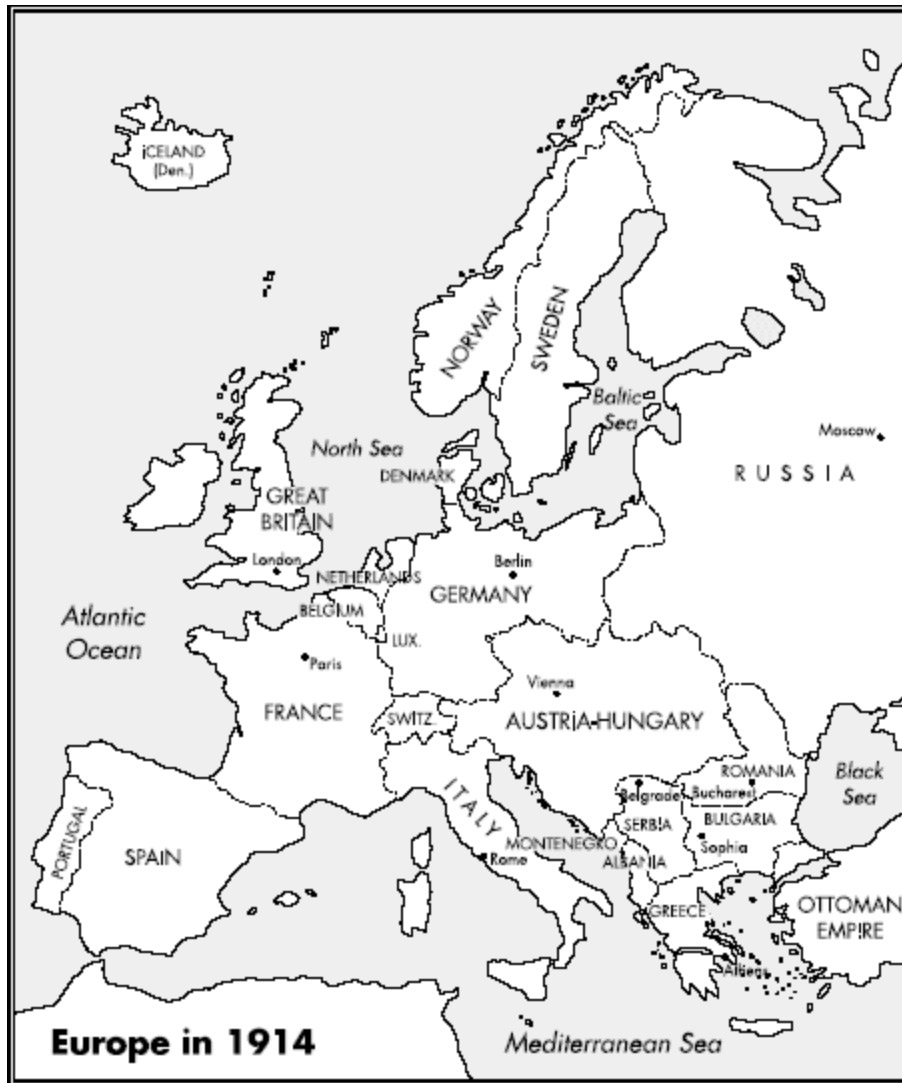 ICELAND
(Den.)
NORWAY
SWEDEN
Baltic
Sea
North Sea
Moscow
RUSSIA
DENMARK
GREAT
BRITAIN
London
NETHERLANDS
Berlin
GERMANY
BELGIUM
Atlantic
Ocean
LUX.
Paris
Vienna
FRANCE
SWITZ.
AUSTRIA-HUNGARY
ROMANIA
Black
Sea
Belgrade
Bucharest
ITALY
SERBIA
BULGARIA
MONTENEGRO
Sophia
PORTUGAL
SPAIN
Rome
ALBANIA
GREECE
OTTOMAN
EMPIRE
Athens
Europe in 1914
Mediterranean Sea